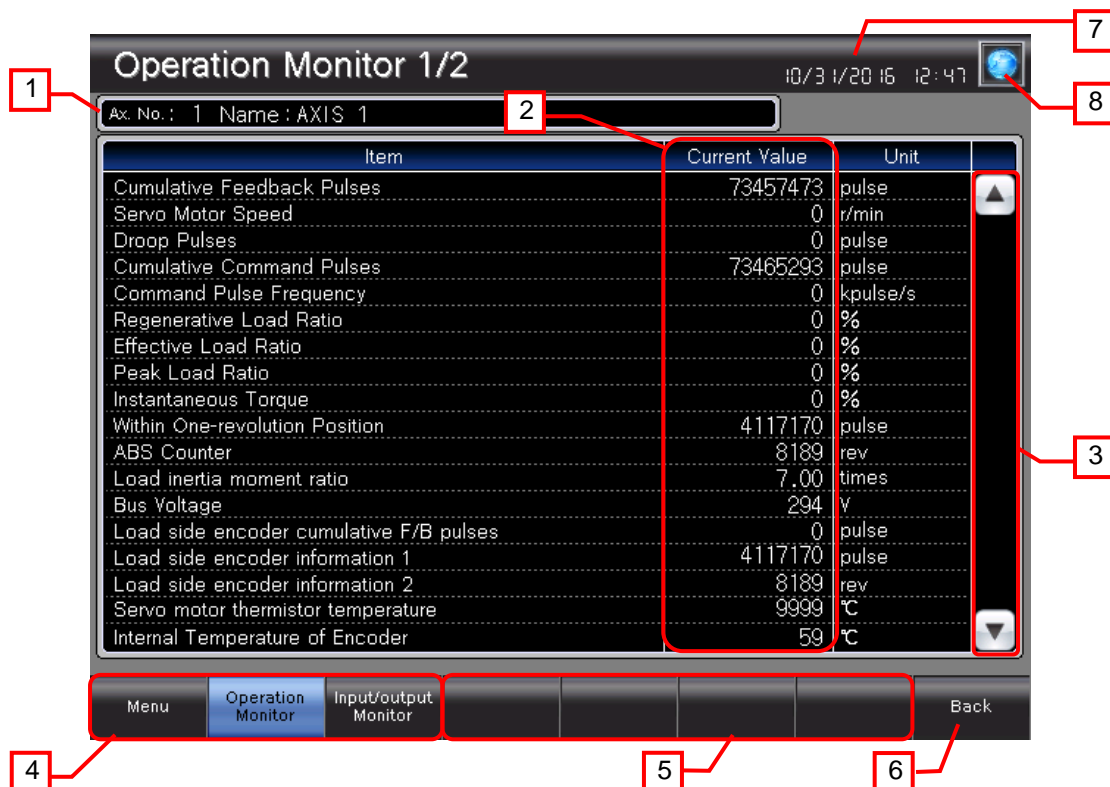 7
Operation Monitor 1/2
10/31/2016 12:47
8
1
Ax. No.: 1 Name:AXIS 1
2
Item Current Value Unit
Cumulative Feedback Pulses 73457473 pulse
Servo Motor Speed 0 r/min
Droop Pulses 0 pulse
Cumulative Command Pulses 73465293 pulse
Command Pulse Frequency 0 kpulse/s
Regenerative Load Ratio 0 %
Effective Load Ratio 0 %
Peak Load Ratio 0 %
Instantaneous Torque 0 %
Within One-revolution Position 4117170 pulse
ABS Counter 8189 rev
3
Load inertia moment ratio 7.00 times
Bus Voltage 294 V
Load side encoder cumulative F/B pulses 0 pulse
Load side encoder information 1 4117170 pulse
Load side encoder information 2 8189 rev
Servo motor thermistor temperature 9999 ℃
Internal Temperature of Encoder 59 ℃
Menu
Operation
Monitor
Input/output
Monitor
Back
4
5
6